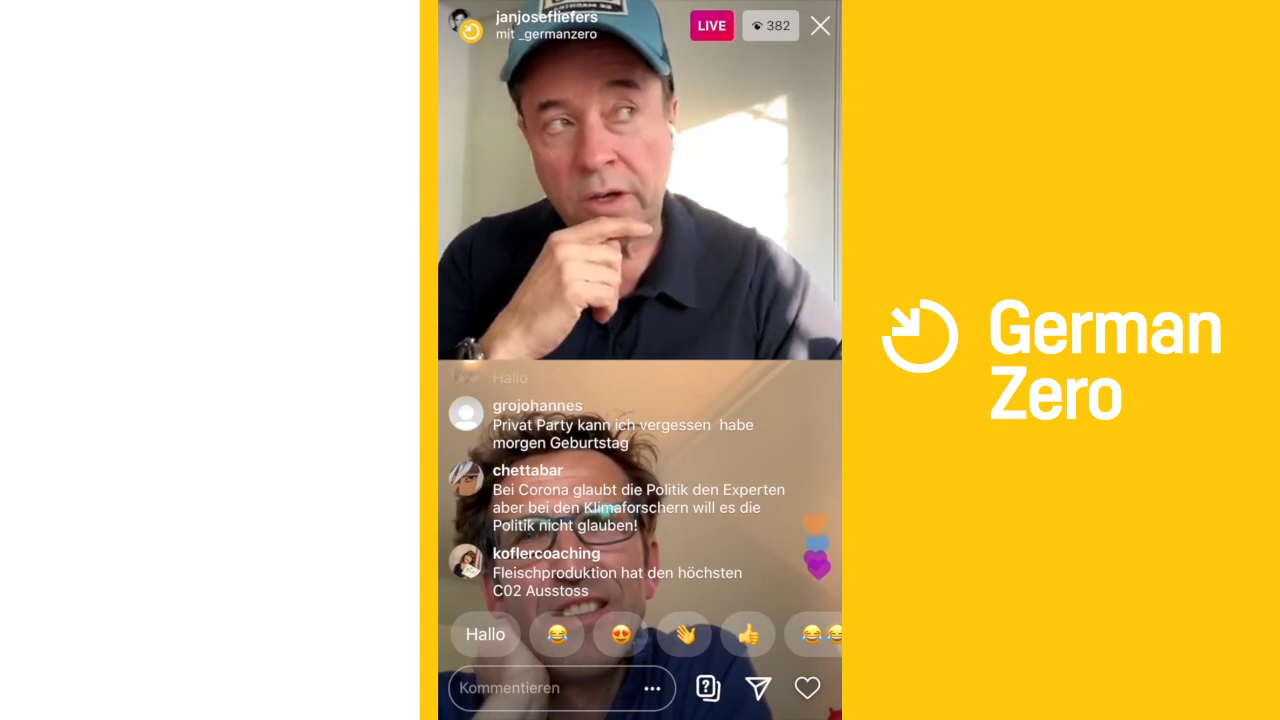 janjosefliefers
mit _germanzero
LIVE
382
Hallo
grojohannes
Privat Party kann ich vergessen  habe
morgen Geburtstag
chettabar
Bei Corona glaubt die Politik den Experten
aber bei den Klimaforschern will es die
Politik nicht glauben!
koflercoaching
Fleischproduktion hat den höchsten
C02 Ausstoss
Hallo
Kommentieren
German
Zero